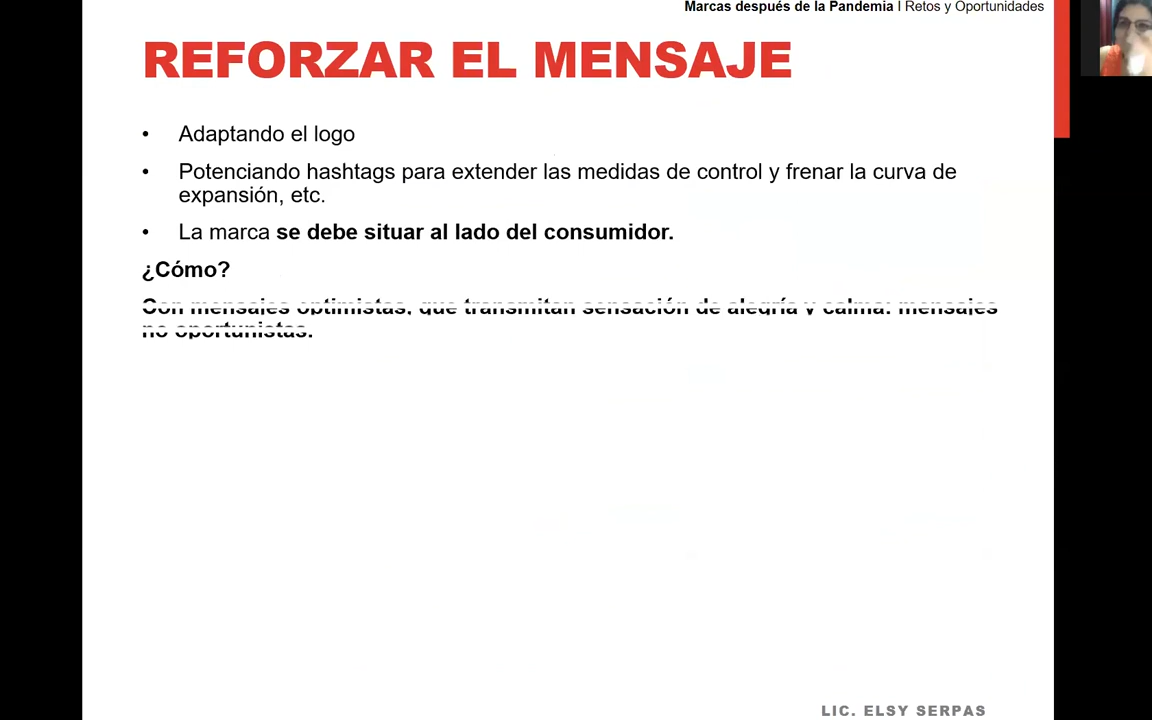 Marcas después de la Pandemia I Retos y Oportunidades
REFORZAR EL MENSAJE
• Adaptando el logo
• Potenciando hashtags para extender las medidas de control y frenar la curva de
expansión, etc.
• La marca se debe situar al lado del consumidor.
¿Cómo?
Con mensajes optimistas, que transmitan sensación de alegría y calma: mensajes
no oportunistas.
LIC. ELSY SERPAS